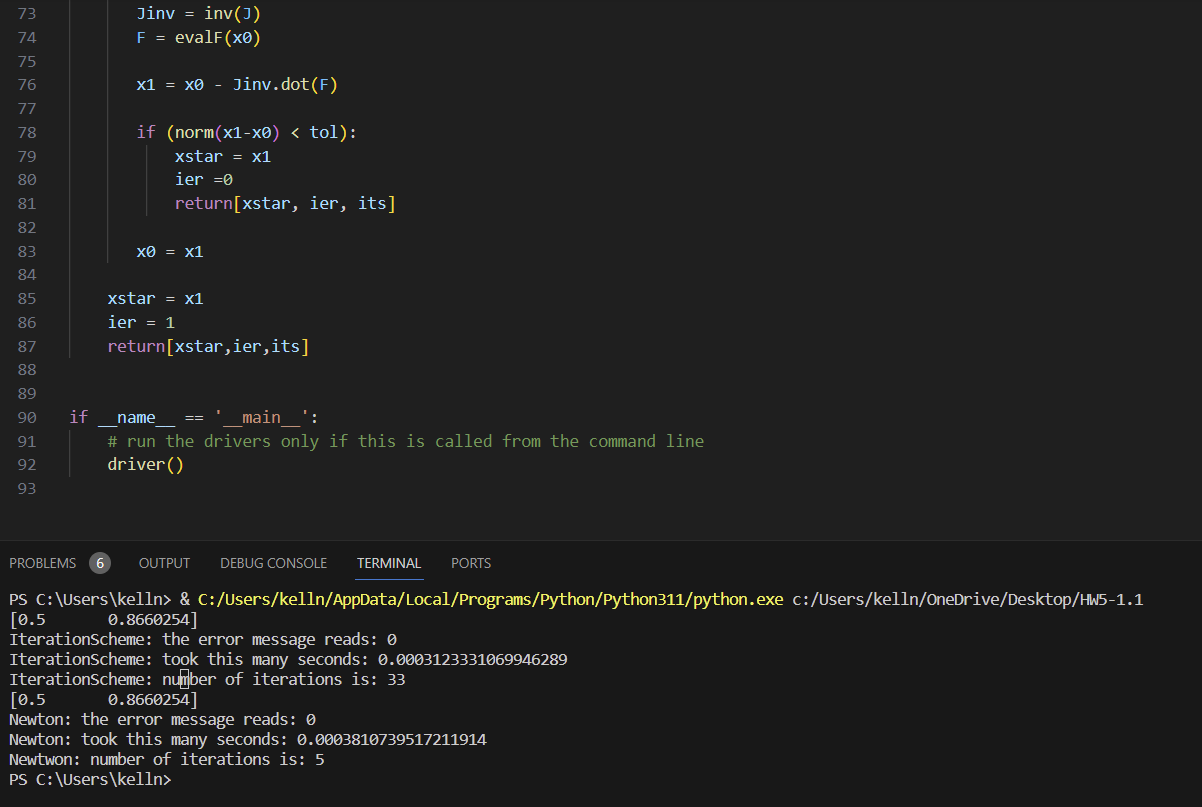 73 Jinv = inv(J)
74 F = evalF(x0)
75
76 x1 = x0 - Jinv.dot(F)
77
78 if (norm(x1-x0) < tol):
79 xstar = x1
80 ier =0
81 return[xstar, ier, its]
82
83 x0 = x1
84
85 xstar = x1
86 ier = 1
87 return[xstar,ier,its]
88
89
90 if __name__ == '__main__':
91 # run the drivers only if this is called from the command line
92 driver()
93
PROBLEMS 6 OUTPUT DEBUG CONSOLE TERMINAL PORTS
PS C:\Users\kelln> & C:/Users/kelln/AppData/Local/Programs/Python/Python311/python.exe c:/Users/kelln/OneDrive/Desktop/HW5-1.1
[0.5       0.8660254]
IterationScheme: the error message reads: 0
IterationScheme: took this many seconds: 0.0003123331069946289
IterationScheme: number of iterations is: 33
[0.5       0.8660254]
Newton: the error message reads: 0
Newton: took this many seconds: 0.0003810739517211914
Newtwon: number of iterations is: 5
PS C:\Users\kelln>